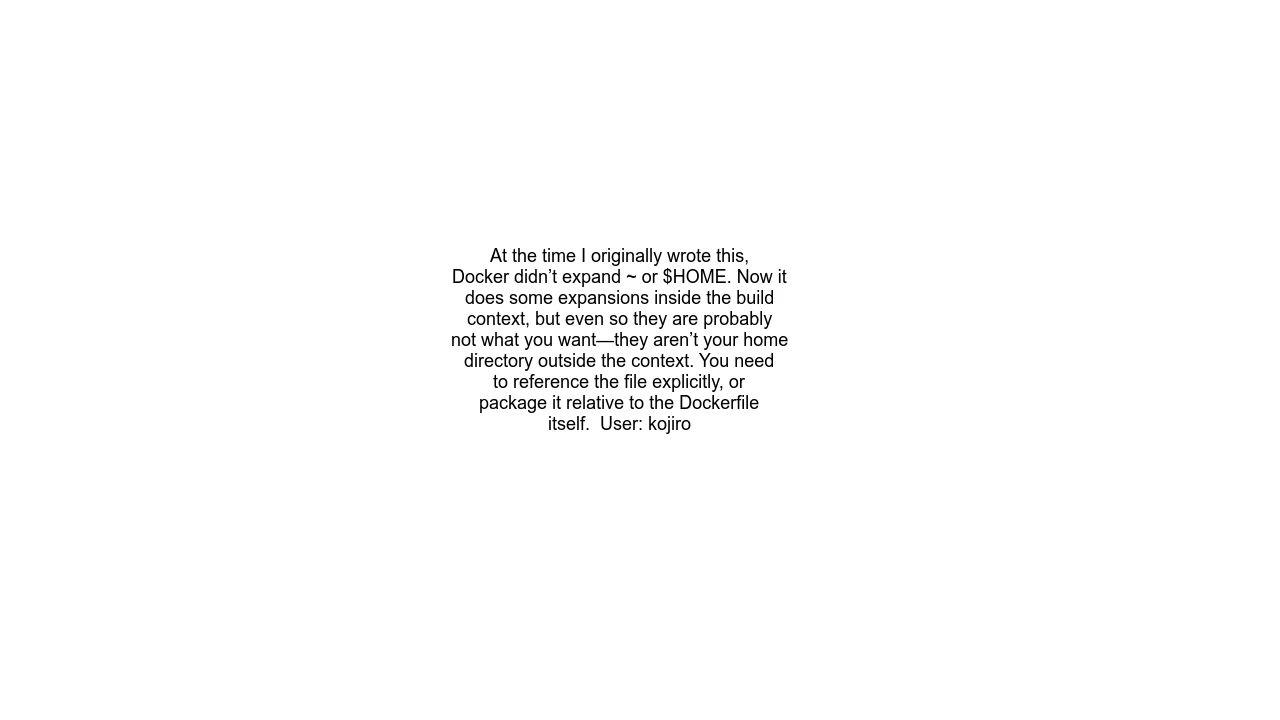 At the time I originally wrote this,
Docker didn’t expand ~ or $HOME. Now it
does some expansions inside the build
context, but even so they are probably
not what you want—they aren’t your home
directory outside the context. You need
to reference the file explicitly, or
package it relative to the Dockerfile
itself.  User: kojiro